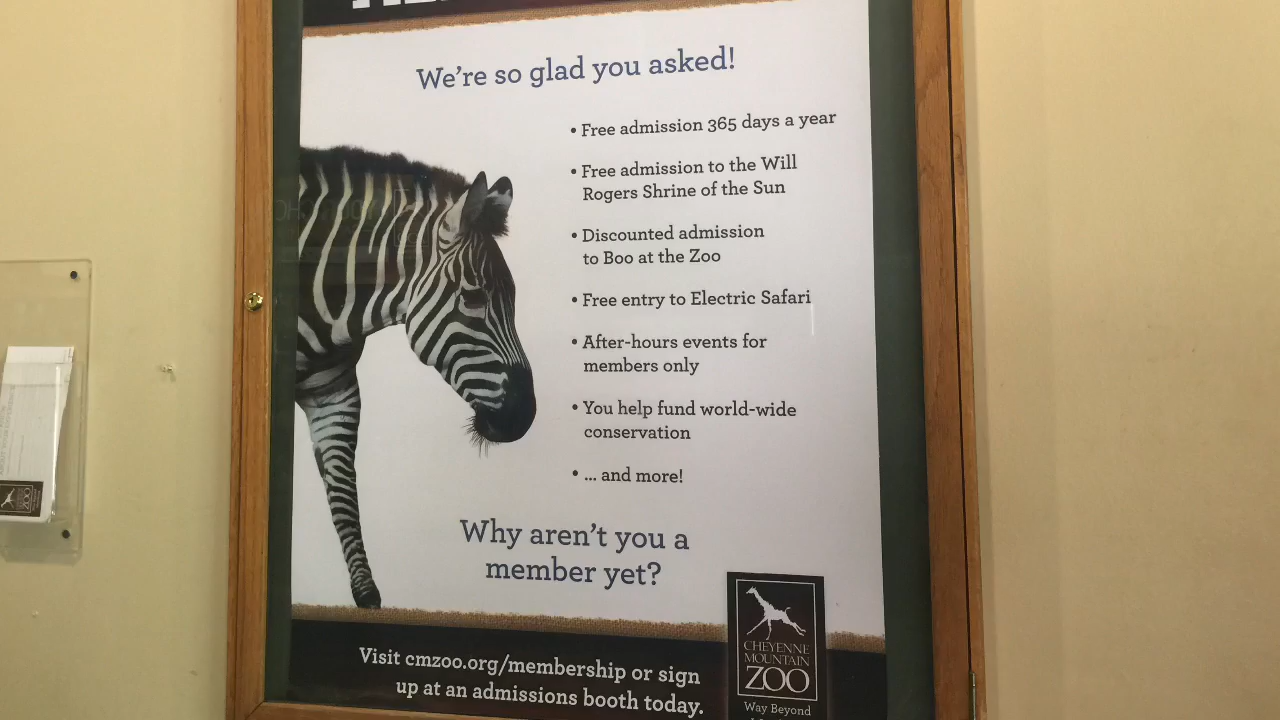 We're so glad you asked!
• Free admission 365 days a year
• Free admission to the Will
Rogers Shrine of the Sun
• Discounted admission
to Boo at the Zoo
• Free entry to Electric Safari
• After-hours events for
members only
• You help fund world-wide
conservation
• ... and more!
Why aren't you a
member yet?
Visit cmzoo.org/membership or sign
up at an admissions booth today.
CHEYENNE
MOUNTAIN
ZOO
Way Beyond
ZOO